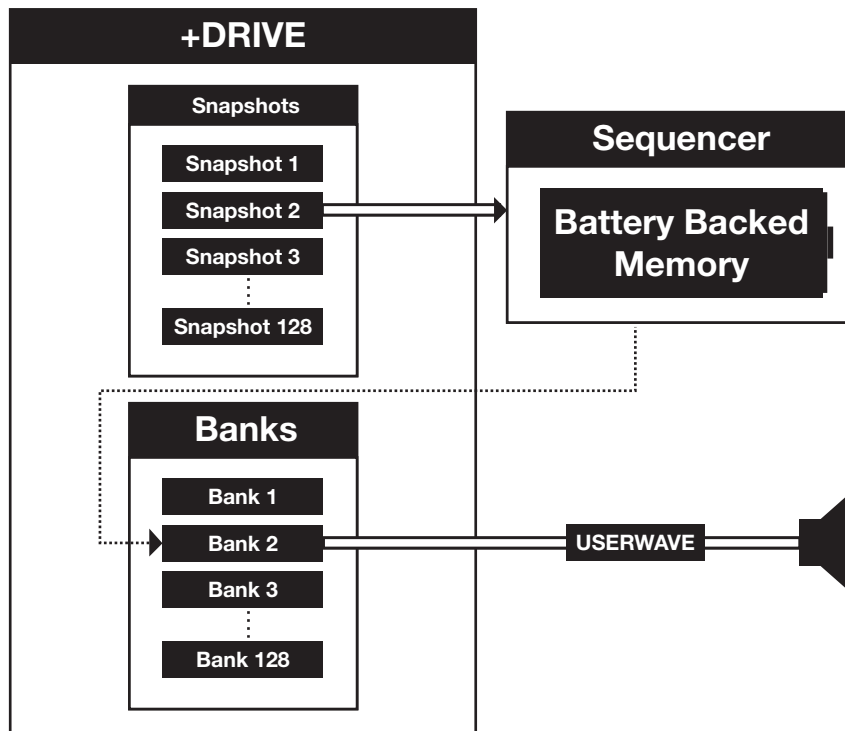 +DRIVE
Snapshots
Snapshot 1
Snapshot 2
Snapshot 3
Snapshot 128
Sequencer
Battery Backed
Memory
Banks
Bank 1
Bank 2
Bank 3
Bank 128
USERWAVE